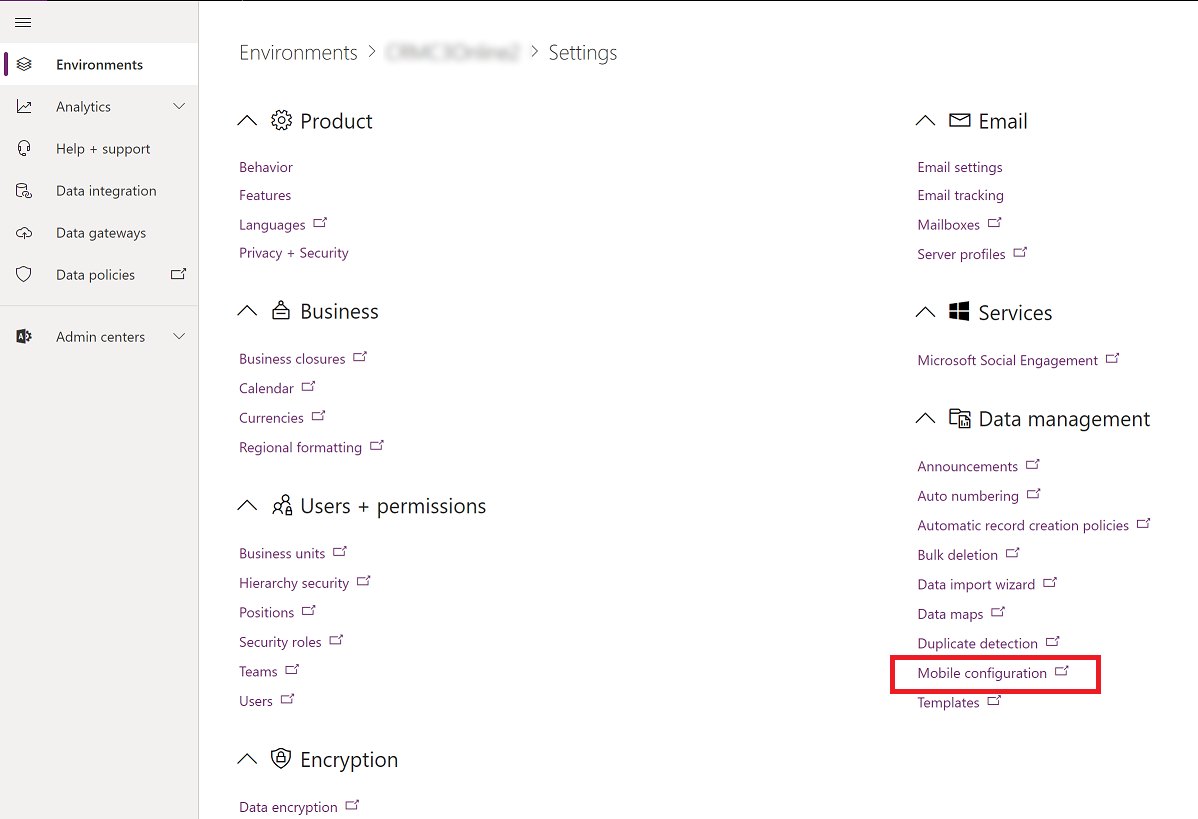 Environments
Analytics
Help + support
Data integration
Data gateways
Data policies
Admin centers
Environments > > Settings
Product
Behavior
Features
Languages
Privacy + Security
Business
Business closures
Calendar
Currencies
Regional formatting
Users + permissions
Business units
Hierarchy security
Positions
Security roles
Teams
Users
Encryption
Data encryption
Email
Email settings
Email tracking
Mailboxes
Server profiles
Services
Microsoft Social Engagement
Data management
Announcements
Auto numbering
Automatic record creation policies
Bulk deletion
Data import wizard
Data maps
Duplicate detection
Mobile configuration
Templates